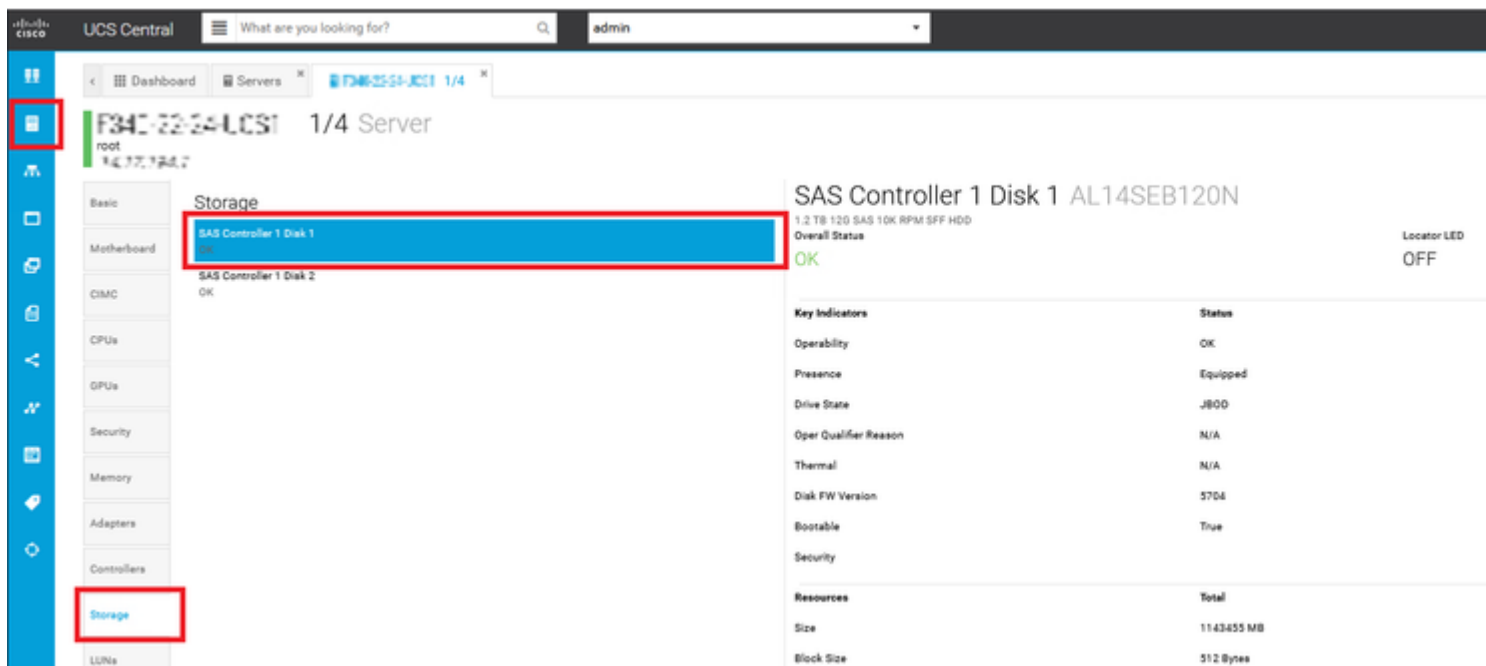 cisco UCS Central What are you looking for? admin
Dashboard Servers 1/4
1/4 Server
root
Basic
Motherboard
CIMC
CPUs
GPUs
Security
Memory
Adapters
Controllers
Storage
LUNs
Storage
SAS Controller 1 Disk 1
OK
SAS Controller 1 Disk 2
OK
SAS Controller 1 Disk 1 AL14SEB120N
1.2 TB 12G SAS 10K RPM SFF HDD
Overall Status Locator LED
OK OFF
Key Indicators Status
Operability OK
Presence Equipped
Drive State JBOD
Oper Qualifier Reason N/A
Thermal N/A
Disk FW Version 5704
Bootable True
Security
Resources Total
Size 1143455 MB
Block Size 512 Bytes